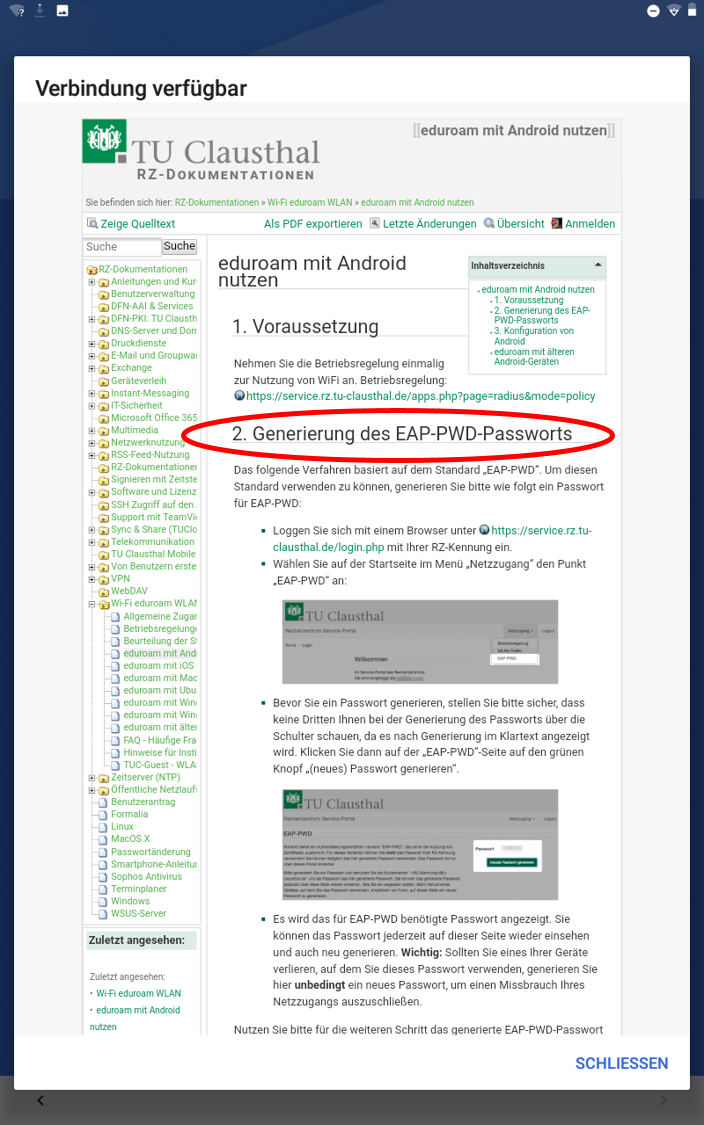 Verbindung verfügbar
TU Clausthal
RZ-Dokumentationen
[[eduroam mit Android nutzen]]
Sie befinden sich hier: RZ-Dokumentationen » Wi-Fi eduroam WLAN » eduroam mit Android nutzen
Zeige Quelltext
Als PDF exportieren
Letzte Änderungen
Übersicht
Anmelden
Suche
Suche
RZ-Dokumentationen
Anleitungen und Kur
Benutzerverwaltung
DFN-AAI & Services
DFN-PKI: TU Clausth
DNS-Server und Dom
Druckdienste
E-Mail und Groupwa
Exchange
Geräteverleih
Instant-Messaging
IT-Sicherheit
Microsoft Office 365
Multimedia
Netzwerknutzung
RSS-Feed-Nutzung
RZ-Dokumentationen
Signieren mit Zeitste
Software und Lizenz
SSH Zugriff auf den
Support mit TeamVi
Sync & Share (TUClo
Telekommunikation
TU Clausthal Mobile
Von Benutzern erste
VPN
WebDAV
Wi-Fi eduroam WLAN
Allgemeine Zugan
Betriebsregelunge
Beurteilung der St
eduroam mit Andr
eduroam mit iOS
eduroam mit Mac
eduroam mit Ubu
eduroam mit Wind
eduroam mit Wind
eduroam mit älter
FAQ - Häufige Fra
Hinweise für Insti
TUC-Guest - WLA
Zeitserver (NTP)
Öffentliche Netzlauf
Benutzerantrag
Formalia
Linux
MacOS X
Passwortänderung
Smartphone-Anleitun
Sophos Antivirus
Terminplaner
Windows
WSUS-Server
Zuletzt angesehen:
Zuletzt angesehen:
• Wi-Fi eduroam WLAN
• eduroam mit Android
nutzen
eduroam mit Android
nutzen
Inhaltsverzeichnis
eduroam mit Android nutzen
1. Voraussetzung
2. Generierung des EAP-
PWD-Passworts
3. Konfiguration von
Android
eduroam mit älteren
Android-Geräten
1. Voraussetzung
Nehmen Sie die Betriebsregelung einmalig
zur Nutzung von WiFi an. Betriebsregelung:
https://service.rz.tu-clausthal.de/apps.php?page=radius&mode=policy
2. Generierung des EAP-PWD-Passworts
Das folgende Verfahren basiert auf dem Standard „EAP-PWD“. Um diesen
Standard verwenden zu können, generieren Sie bitte wie folgt ein Passwort
für EAP-PWD:
Loggen Sie sich mit einem Browser unter https://service.rz.tu-
clausthal.de/login.php mit Ihrer RZ-Kennung ein.
Wählen Sie auf der Startseite im Menü „Netzzugang“ den Punkt
„EAP-PWD“ an:
TU Clausthal
Rechenzentrum Service-Portal
Netzzugang
Logout
Home
Login
Betriebsregelung
EAP-PWD
Willkommen
im Service-Portal des Rechenzentrums.
Bevor Sie ein Passwort generieren, stellen Sie bitte sicher, dass
keine Dritten Ihnen bei der Generierung des Passworts über die
Schulter schauen, da es nach Generierung im Klartext angezeigt
wird. Klicken Sie dann auf der „EAP-PWD“-Seite auf den grünen
Knopf „(neues) Passwort generieren“.
TU Clausthal
Rechenzentrum Service-Portal
Netzzugang
Logout
EAP-PWD
Passwort
(neues) Passwort generieren
Es wird das für EAP-PWD benötigte Passwort angezeigt. Sie
können das Passwort jederzeit auf dieser Seite wieder einsehen
und auch neu generieren. Wichtig: Sollten Sie eines Ihrer Geräte
verlieren, auf dem Sie dieses Passwort verwenden, generieren Sie
hier unbedingt ein neues Passwort, um einen Missbrauch Ihres
Netzzugangs auszuschließen.
Nutzen Sie bitte für die weiteren Schritt das generierte EAP-PWD-Passwort
SCHLIESSEN